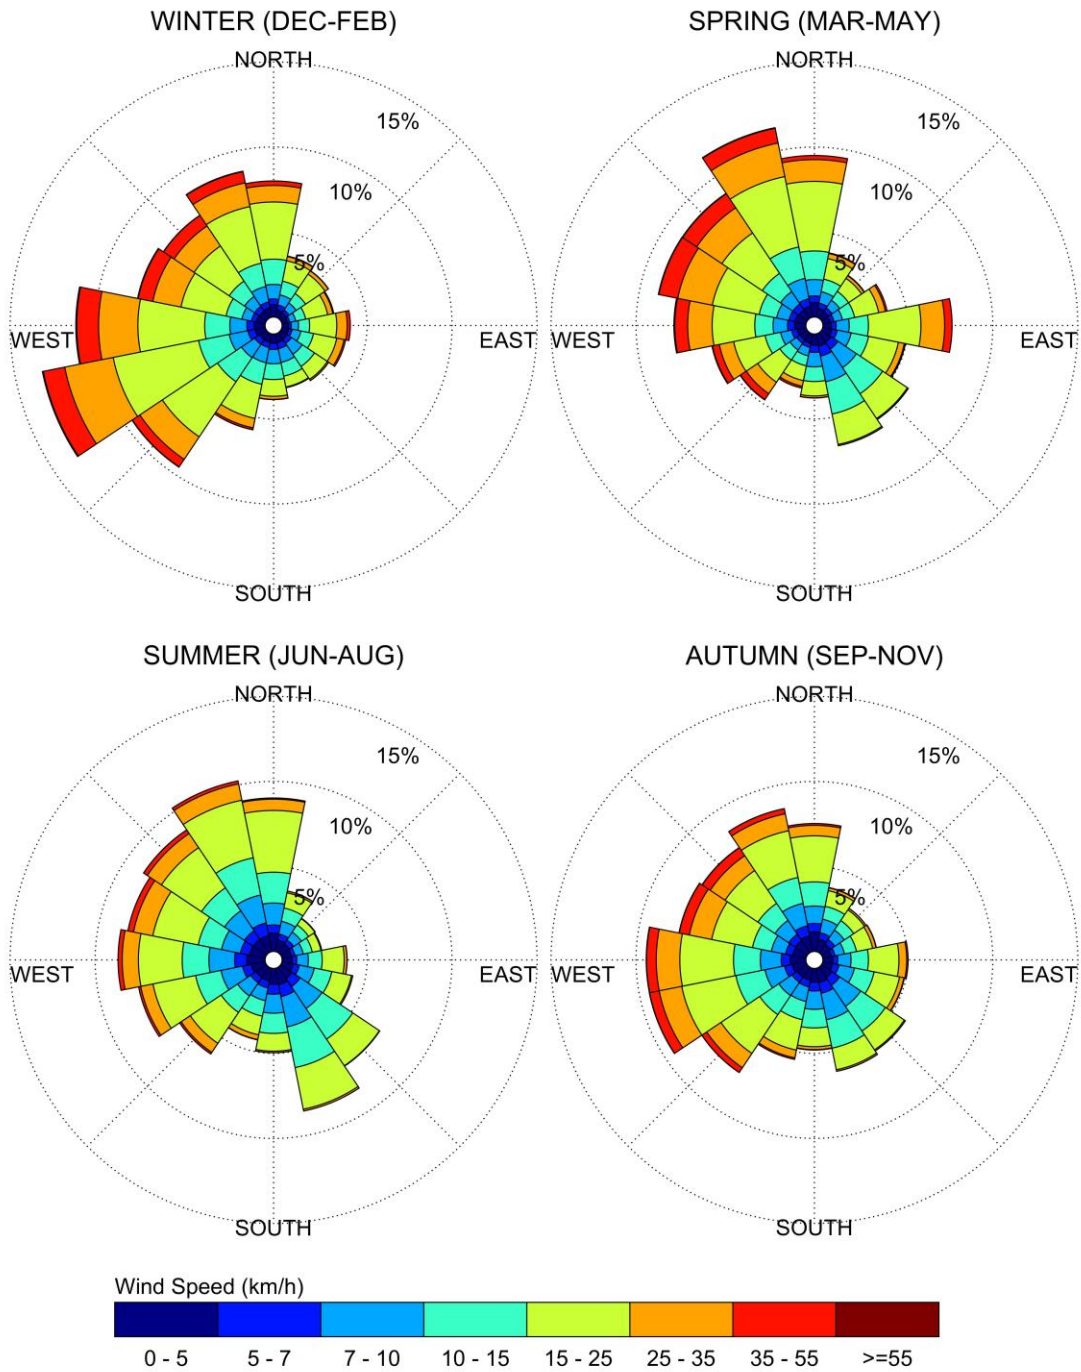 WINTER (DEC-FEB)
NORTH
15%
10%
5%
WEST
EAST
SOUTH
SPRING (MAR-MAY)
NORTH
15%
10%
5%
WEST
EAST
SOUTH
SUMMER (JUN-AUG)
NORTH
15%
10%
5%
WEST
EAST
SOUTH
AUTUMN (SEP-NOV)
NORTH
15%
10%
5%
WEST
EAST
SOUTH
Wind Speed (km/h)
0 - 5 5 - 7 7 - 10 10 - 15 15 - 25 25 - 35 35 - 55 >=55